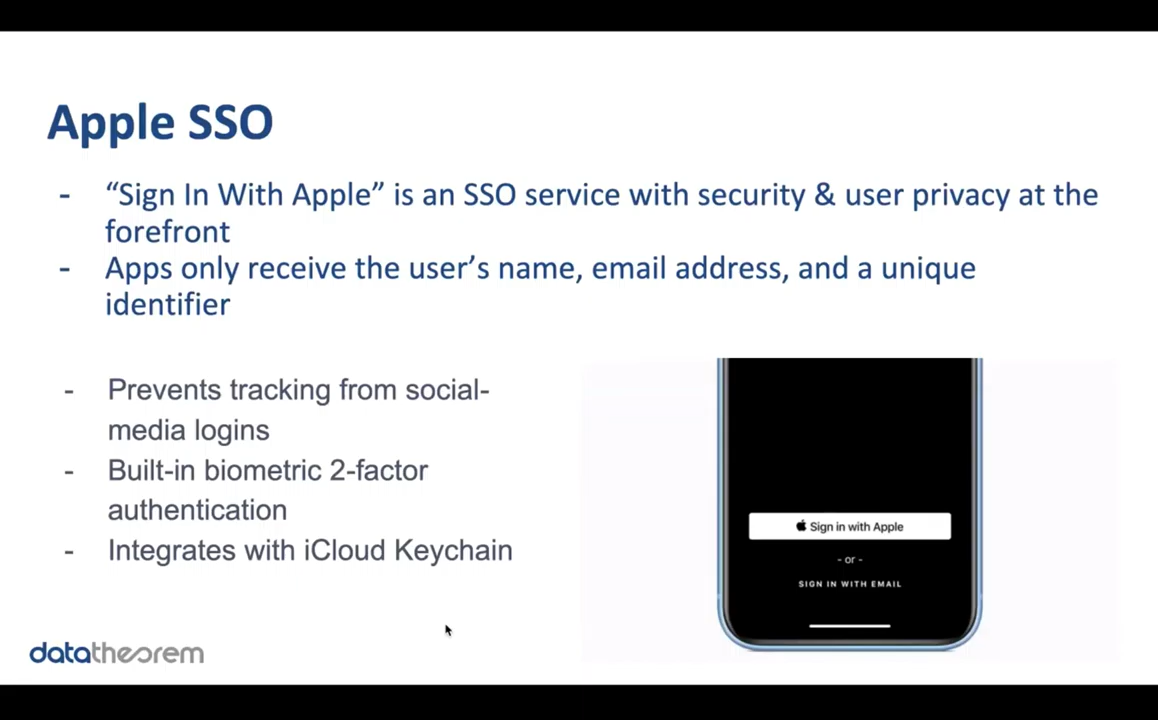 Apple SSO
- “Sign In With Apple” is an SSO service with security & user privacy at the
forefront
- Apps only receive the user’s name, email address, and a unique
identifier
- Prevents tracking from social-
media logins
- Built-in biometric 2-factor
authentication
- Integrates with iCloud Keychain
Sign in with Apple
- or -
SIGN IN WITH EMAIL
datatheorem